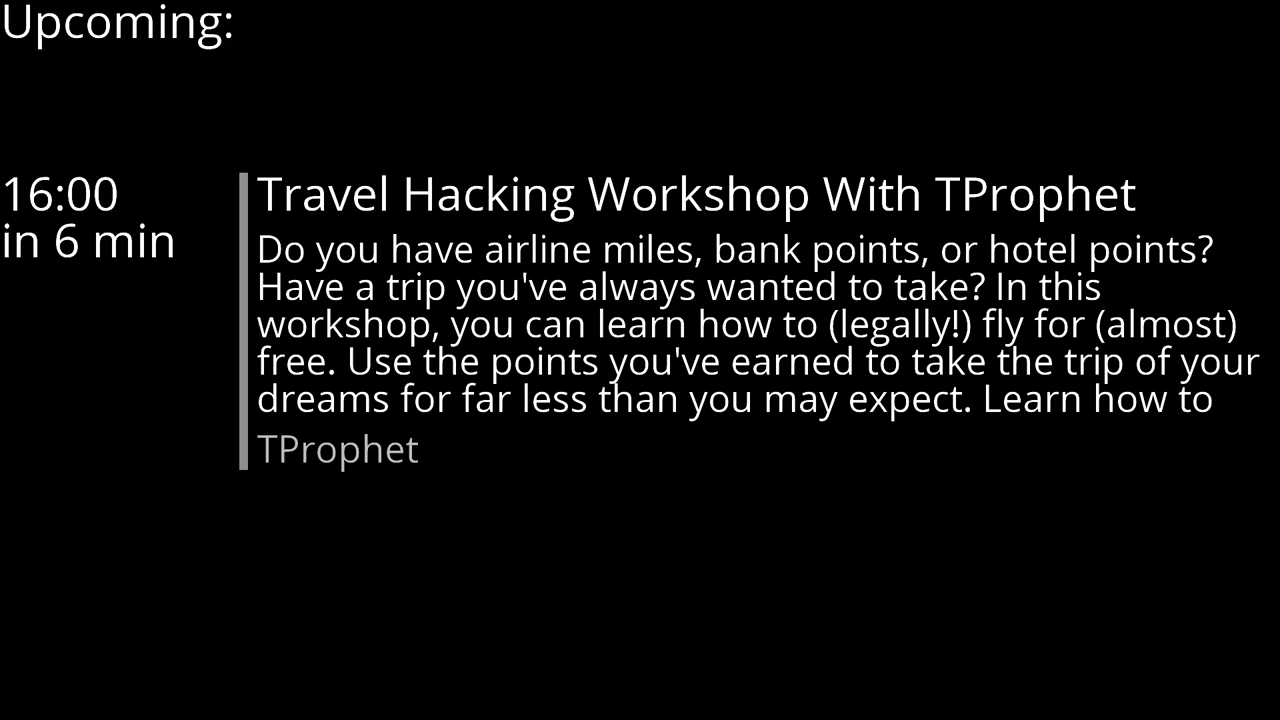 Upcoming:
16:00
in 6 min
Travel Hacking Workshop With TProphet
Do you have airline miles, bank points, or hotel points?
Have a trip you've always wanted to take? In this
workshop, you can learn how to (legally!) fly for (almost)
free. Use the points you've earned to take the trip of your
dreams for far less than you may expect. Learn how to
TProphet